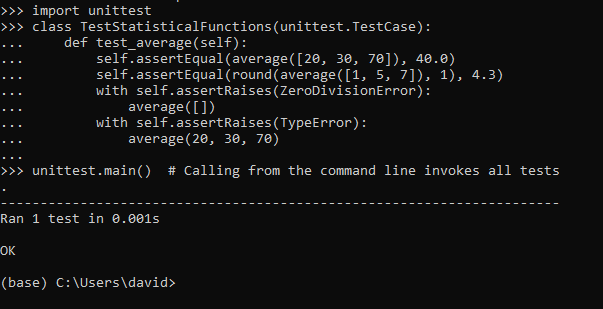 >>> import unittest
>>> class TestStatisticalFunctions(unittest.TestCase):
...     def test_average(self):
...         self.assertEqual(average([20, 30, 70]), 40.0)
...         self.assertEqual(round(average([1, 5, 7]), 1), 4.3)
...         with self.assertRaises(ZeroDivisionError):
...             average([])
...         with self.assertRaises(TypeError):
...             average(20, 30, 70)
...
>>> unittest.main()  # Calling from the command line invokes all tests
.
----------------------------------------------------------------------
Ran 1 test in 0.001s
OK
(base) C:\Users\david>